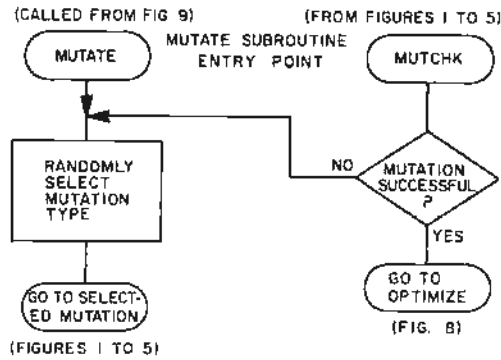 (CALLED FROM FIG 9)
MUTATE
MUTATE SUBROUTINE
ENTRY POINT
(FROM FIGURES 1 TO 5)
MUTCHK
RANDOMLY
SELECT
MUTATION
TYPE
NO
MUTATION
SUCCESSFUL
?
YES
GO TO SELECT-
ED MUTATION
(FIGURES 1 TO 5)
GO TO
OPTIMIZE
(FIG. 8)